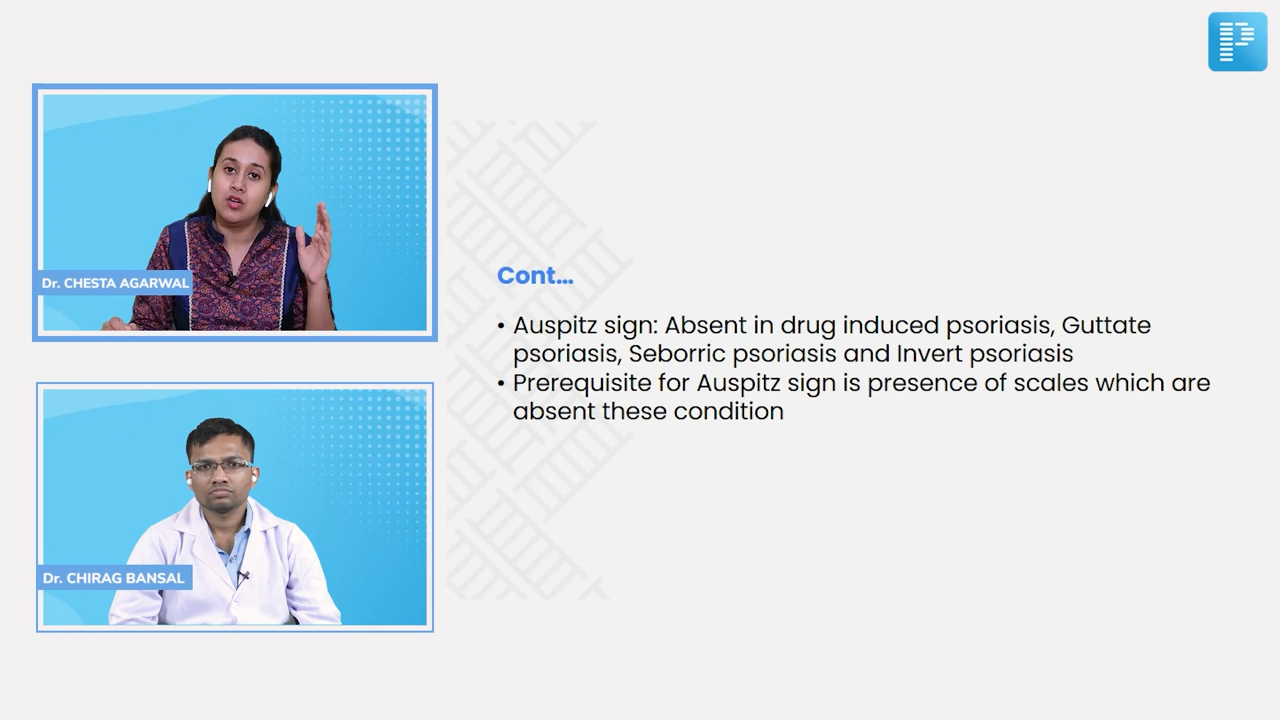 Dr. CHESTA AGARWAL
Dr. CHIRAG BANSAL
Cont...
• Auspitz sign: Absent in drug induced psoriasis, Guttate
psoriasis, Seborric psoriasis and Invert psoriasis
• Prerequisite for Auspitz sign is presence of scales which are
absent these condition